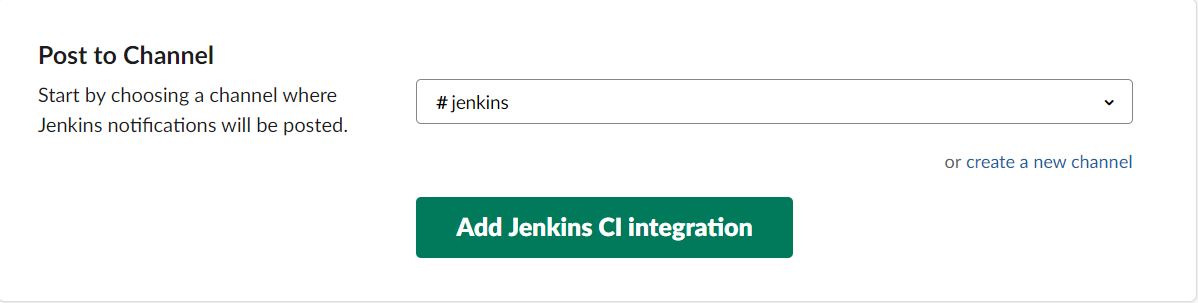 Post to Channel
Start by choosing a channel where
Jenkins notifications will be posted.
# jenkins
or create a new channel
Add Jenkins CI integration